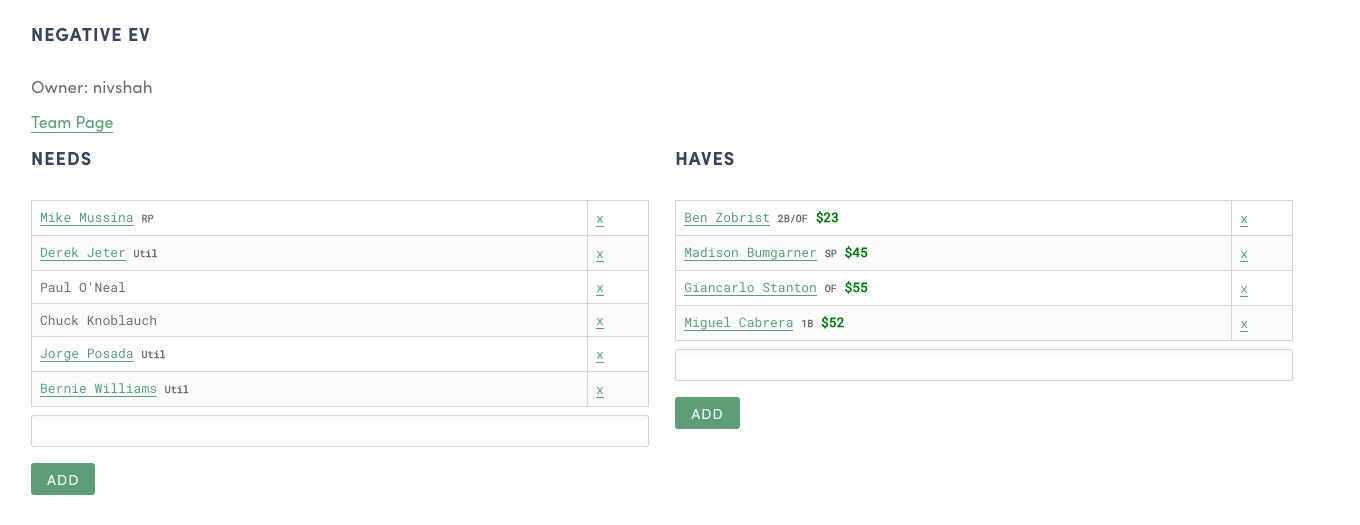 NEGATIVE EV
Owner: nivshah
Team Page
NEEDS
Mike Mussina RP x
Derek Jeter Util x
Paul O'Neal x
Chuck Knoblauch x
Jorge Posada Util x
Bernie Williams Util x
ADD
HAVES
Ben Zobrist 2B/OF $23 x
Madison Bumgarner SP $45 x
Giancarlo Stanton OF $55 x
Miguel Cabrera 1B $52 x
ADD